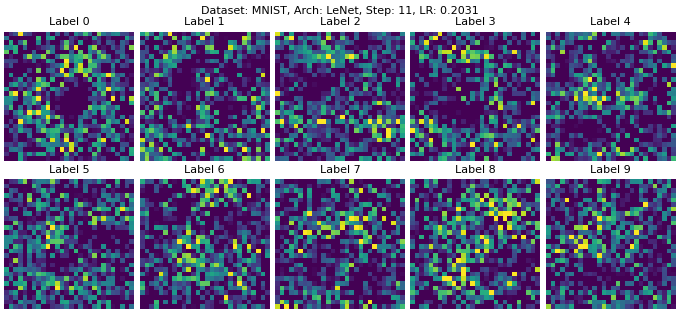 Dataset: MNIST, Arch: LeNet, Step: 11, LR: 0.2031
Label 0 Label 1 Label 2 Label 3 Label 4
Label 5 Label 6 Label 7 Label 8 Label 9